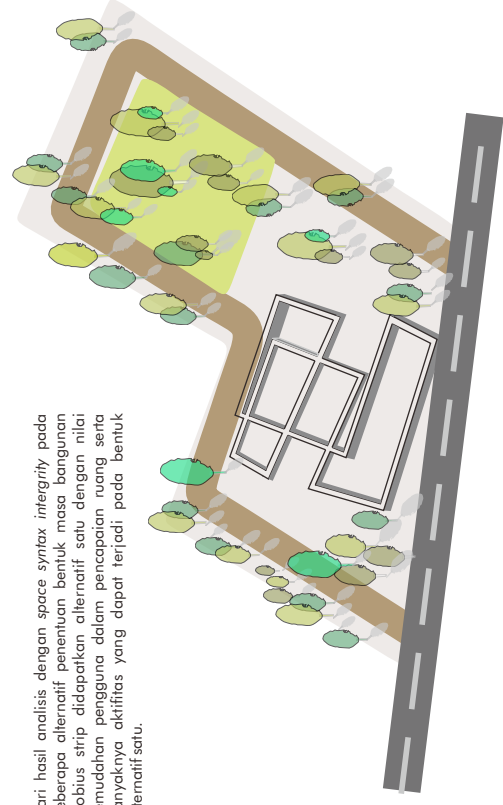 ari hasil analisis dengan space syntax intergrity pada
eberapa alternatif penentuan bentuk masa bangunan
obius strip didapatkan alternatif satu dengan nilai
emudahan pengguna dalam pencapaian ruang serta
anyaknya aktifitas yang dapat terjadi pada bentuk
ternatif satu.